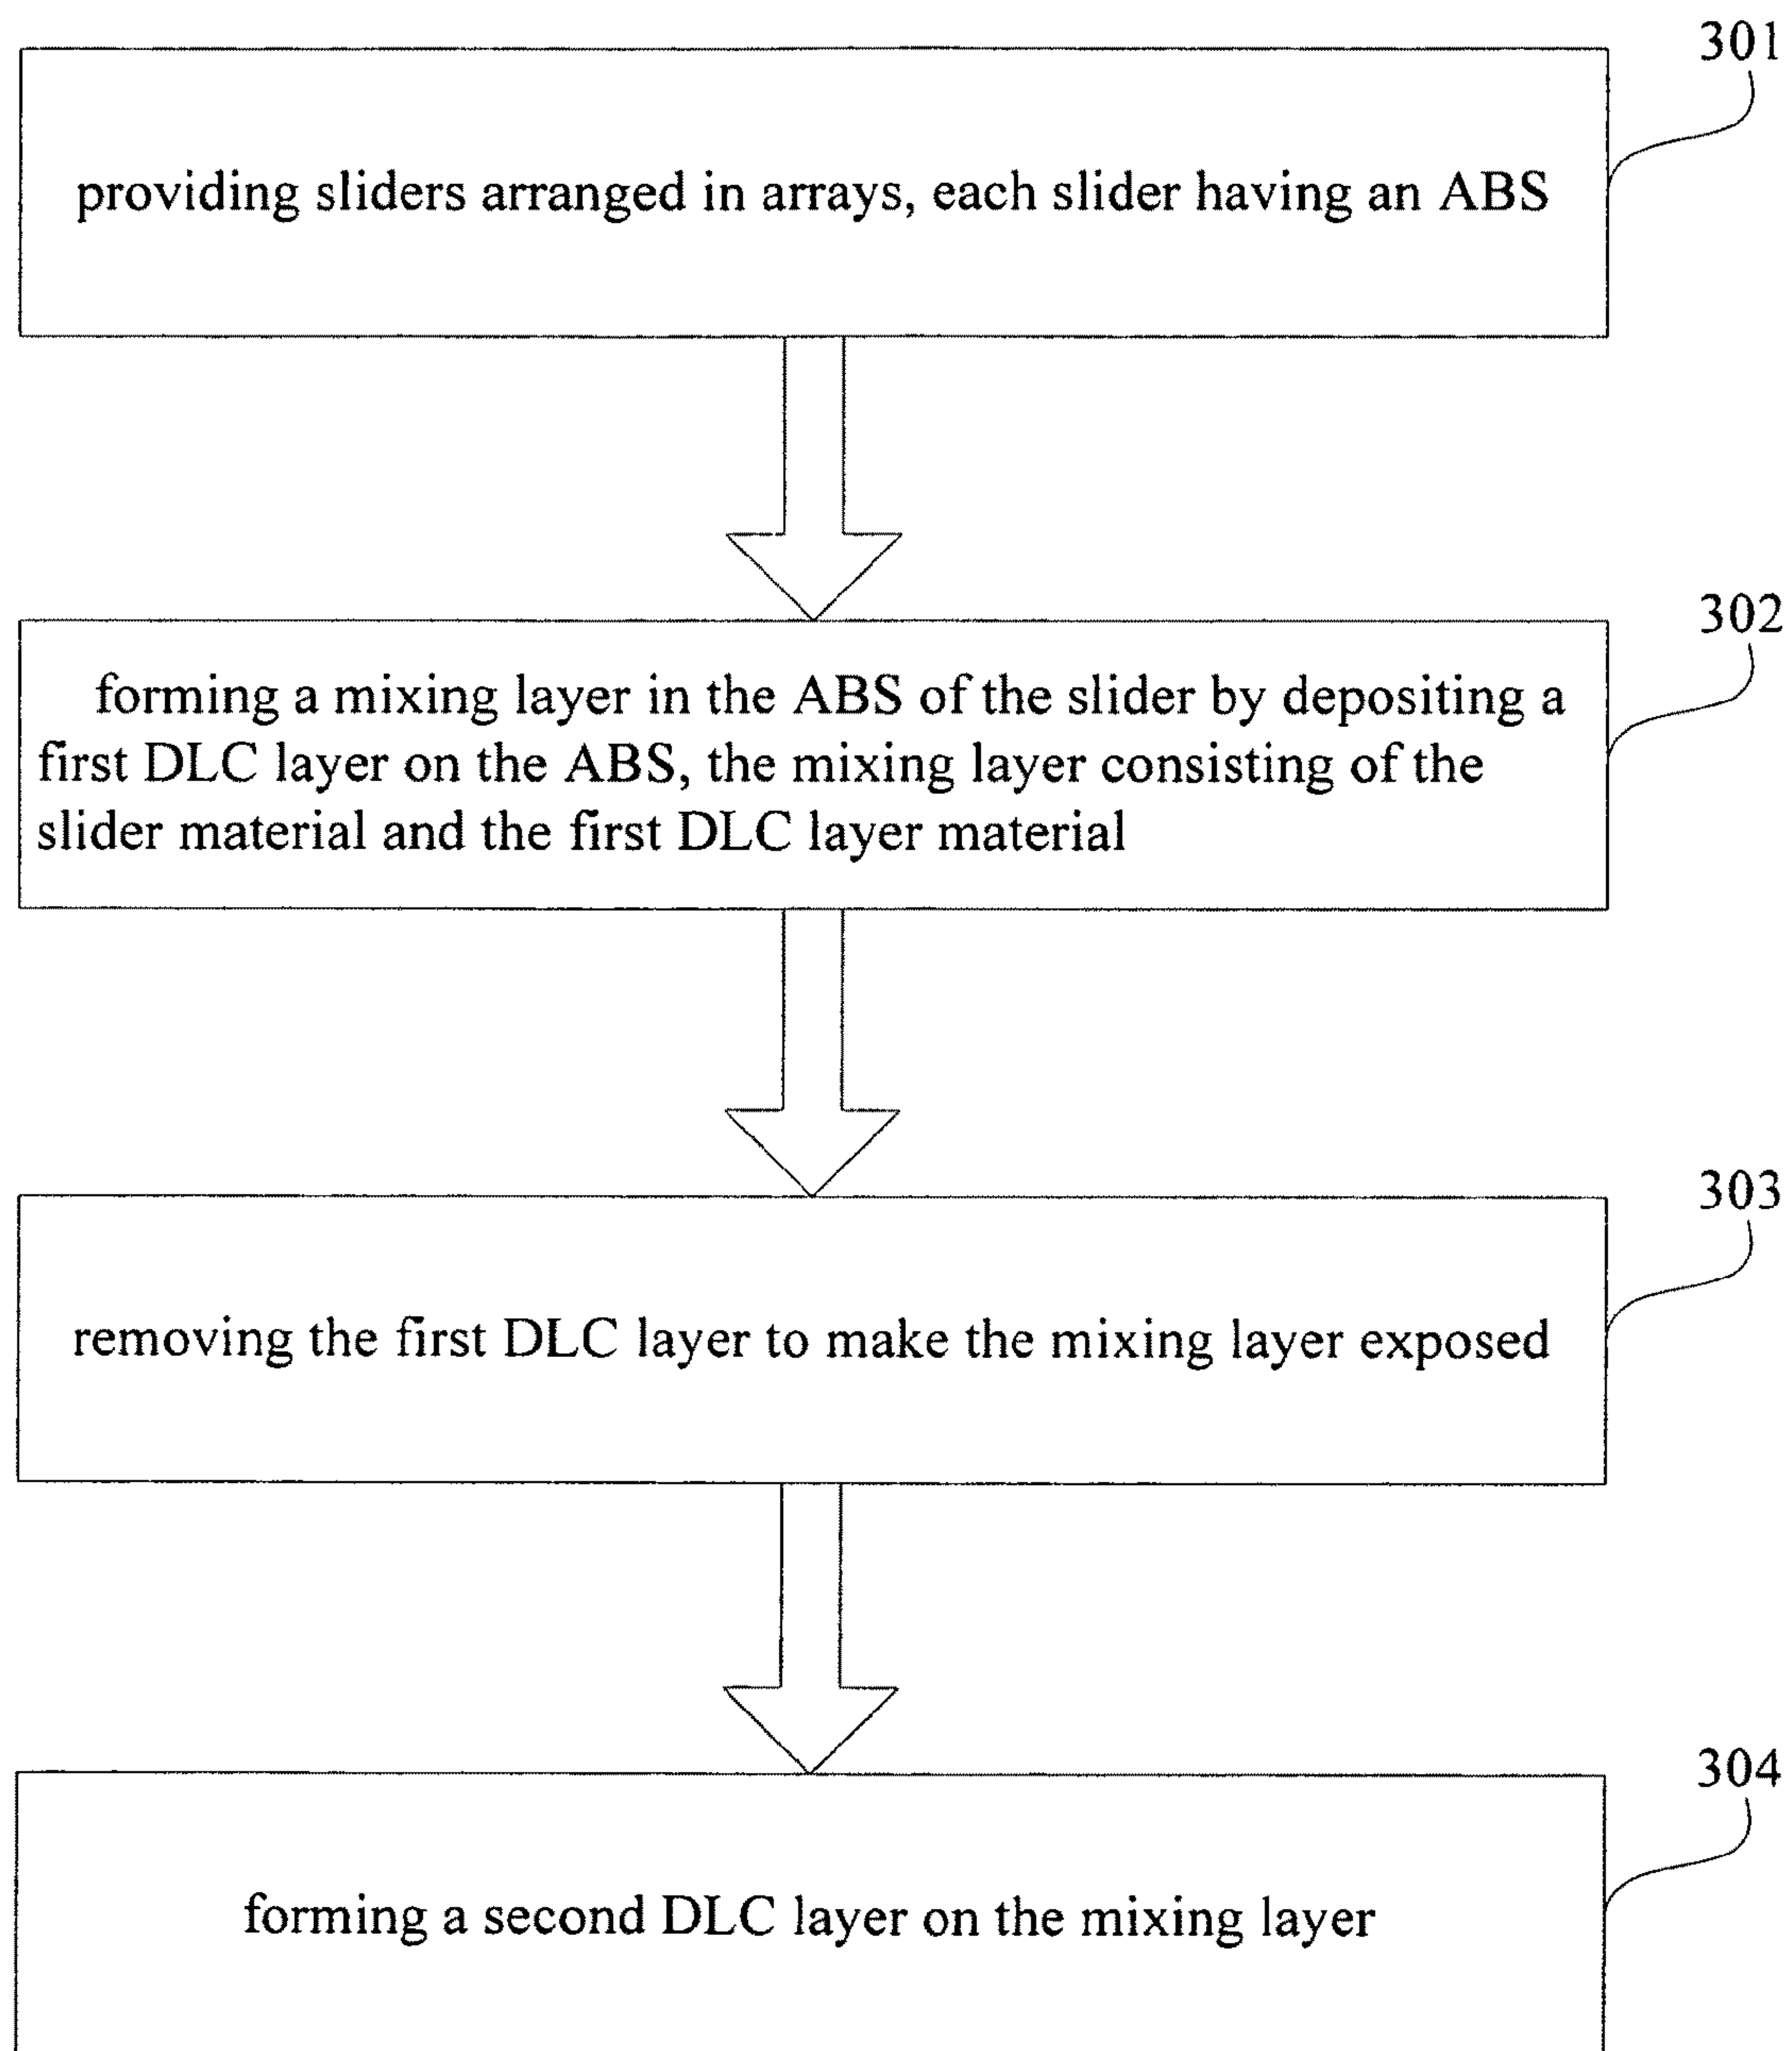 301
providing sliders arranged in arrays, each slider having an ABS
302
forming a mixing layer in the ABS of the slider by depositing a
first DLC layer on the ABS, the mixing layer consisting of the
slider material and the first DLC layer material
303
removing the first DLC layer to make the mixing layer exposed
304
forming a second DLC layer on the mixing layer